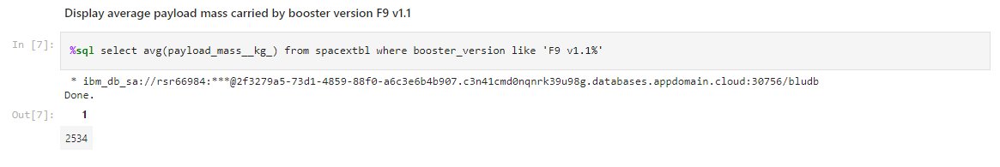 Display average payload mass carried by booster version F9 v1.1
In [7]: %sql select avg(payload_mass__kg_) from spacextbl where booster_version like 'F9 v1.1%'
* ibm_db_sa://rsr66984:***@2f3279a5-73d1-4859-88f0-a6c3e6b4b907.c3n41cmd0nqnrk39u98g.databases.appdomain.cloud:30756/bludb
Done.
Out[7]: 1
2534